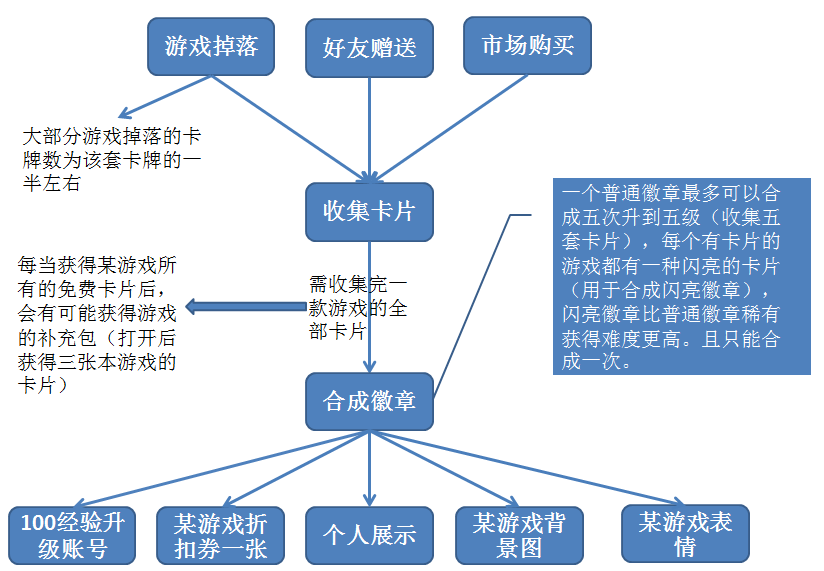 游戏掉落
好友赠送
市场购买
大部分游戏掉落的卡
牌数为该套卡牌的一
半左右
收集卡片
一个普通徽章最多可以合
成五次升到五级（收集五
套卡片），每个有卡片的
游戏都有一种闪亮的卡片
（用于合成闪亮徽章），
闪亮徽章比普通徽章稀有
获得难度更高。且只能合
成一次。
每当获得某游戏所
有的免费卡片后，
会有可能获得游戏
的补充包（打开后
获得三张本游戏的
卡片）
需收集完一
款游戏的全
部卡片
合成徽章
100经验升
级账号
某游戏折
扣券一张
个人展示
某游戏背
景图
某游戏表
情